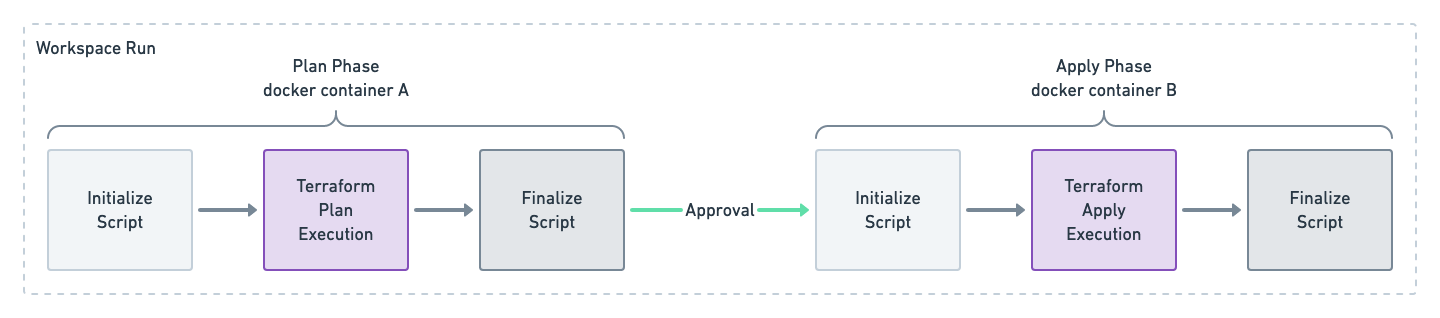 Workspace Run
Plan Phase
docker container A
Apply Phase
docker container B
Initialize
Script
Terraform
Plan
Execution
Finalize
Script
Approval
Initialize
Script
Terraform
Apply
Execution
Finalize
Script